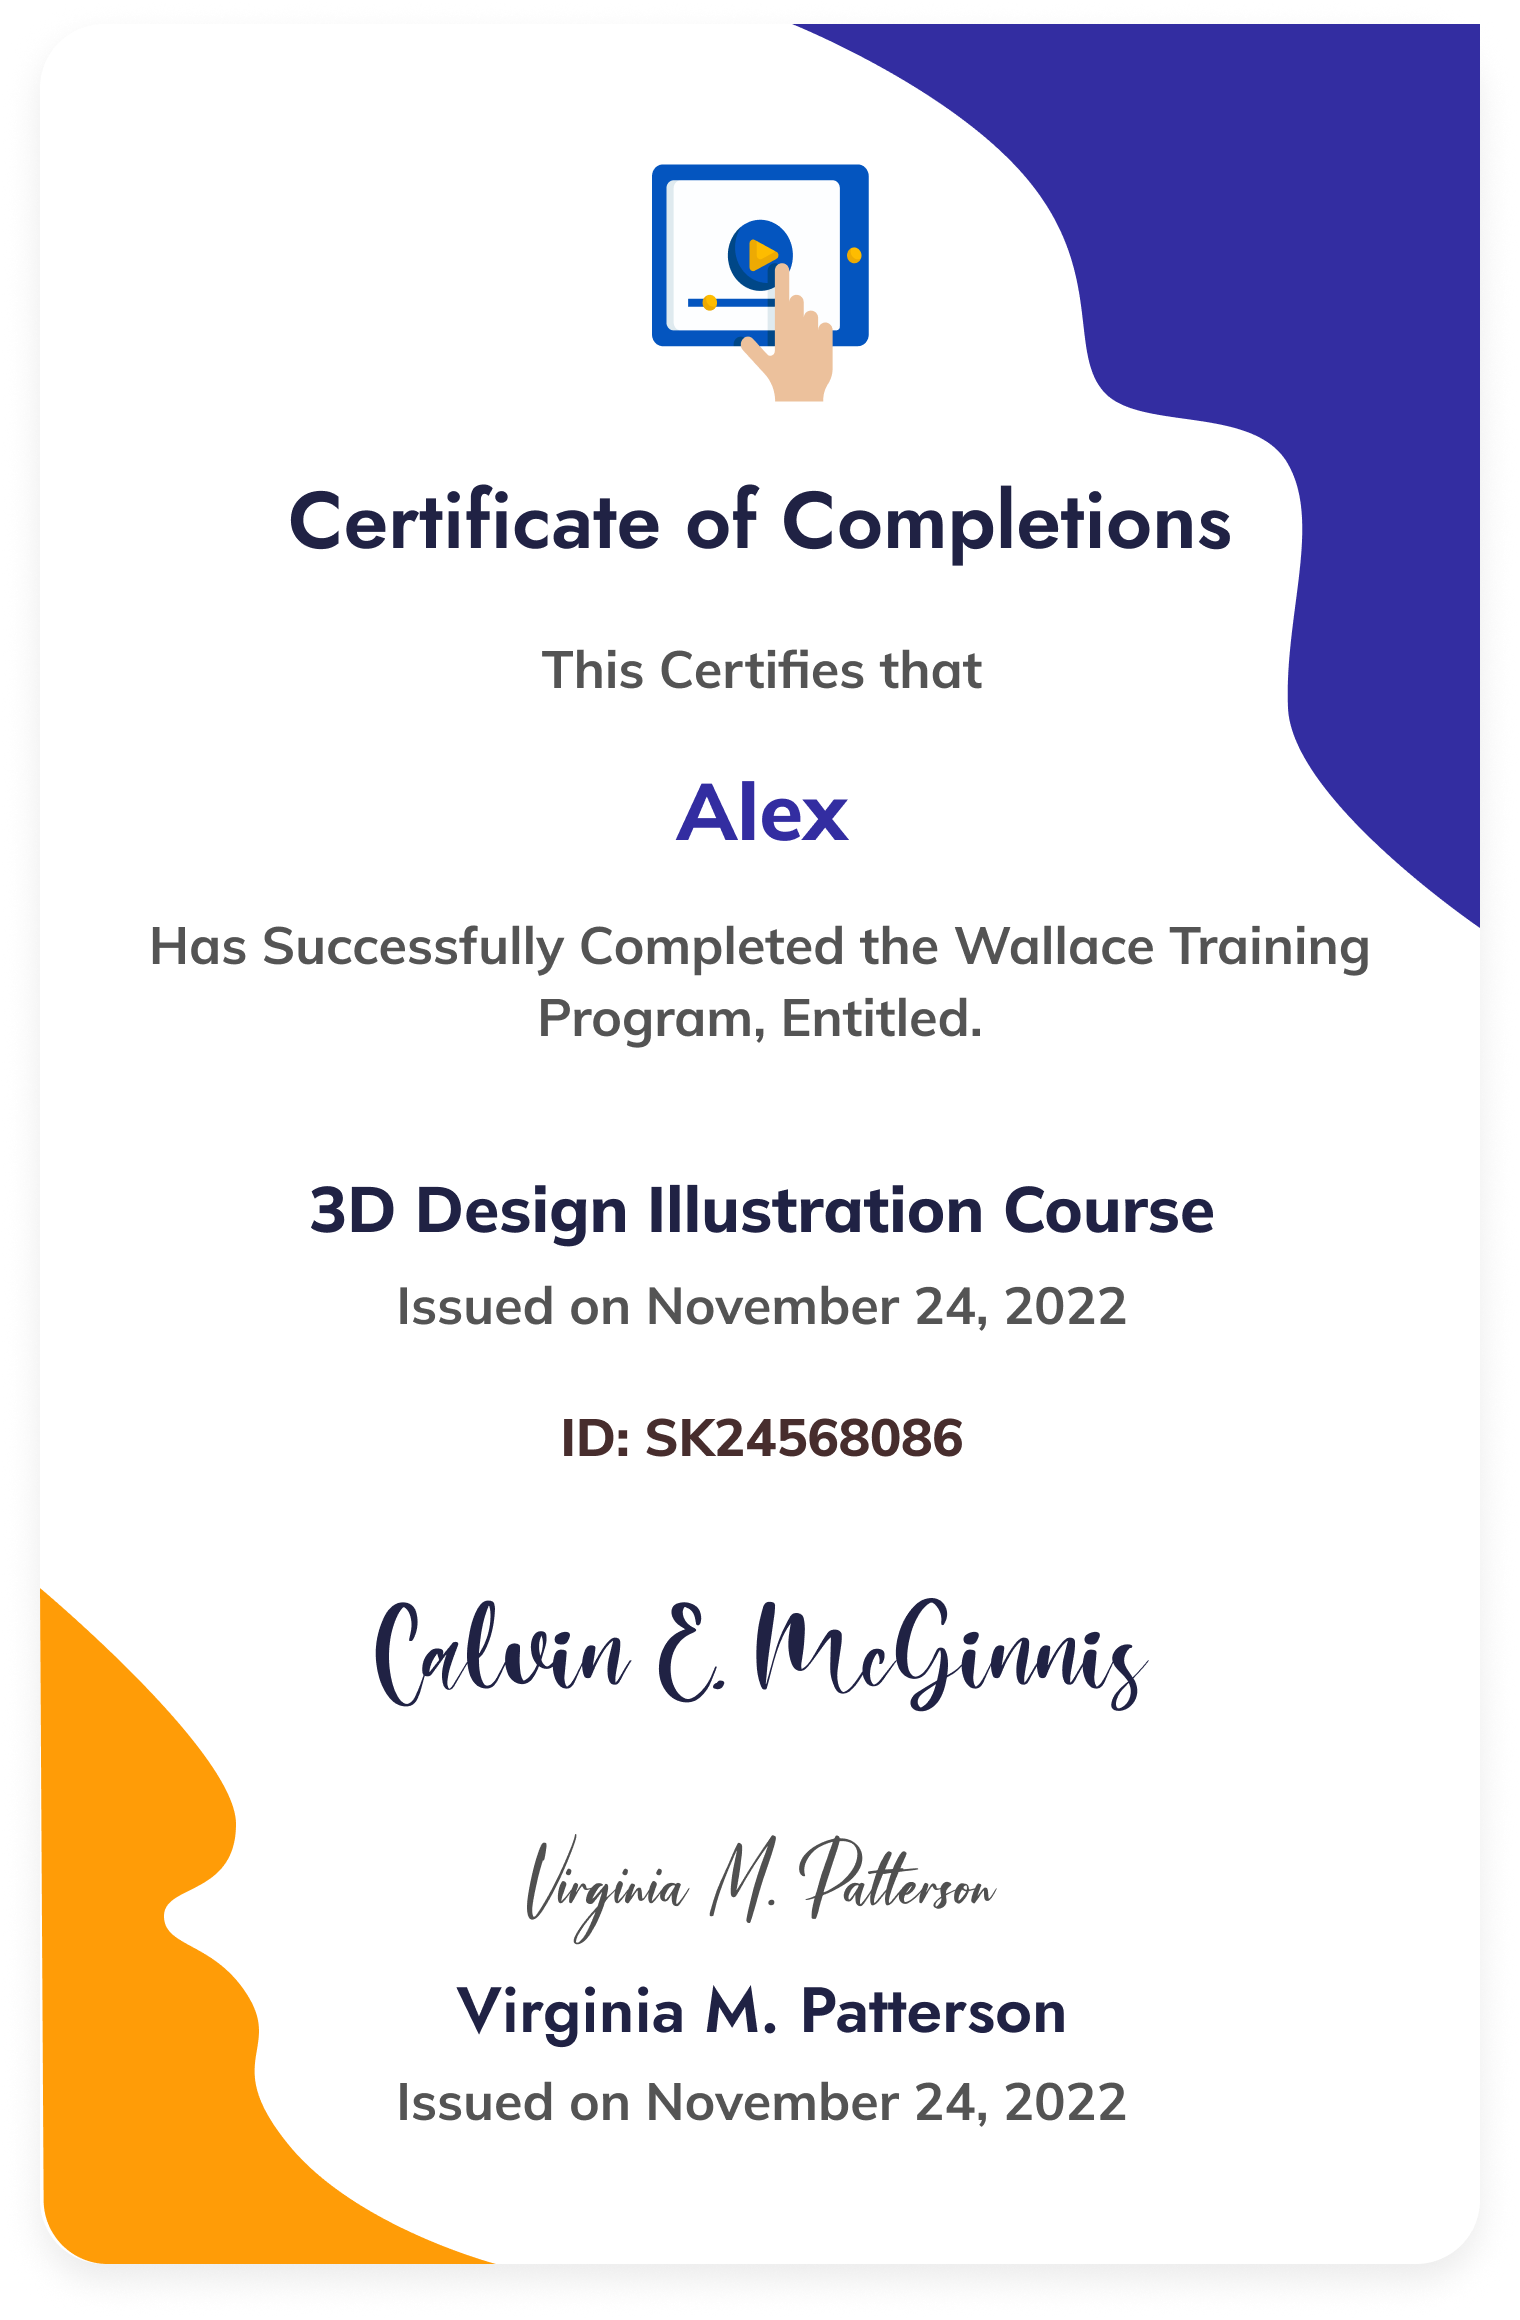 Certificate of Completions
This Certifies that
Alex
Has Successfully Completed the Wallace Training
Program, Entitled.
3D Design Illustration Course
Issued on November 24, 2022
ID: SK24568086
Calvin E. McGinnis
Virginia M. Patterson
Virginia M. Patterson
Issued on November 24, 2022